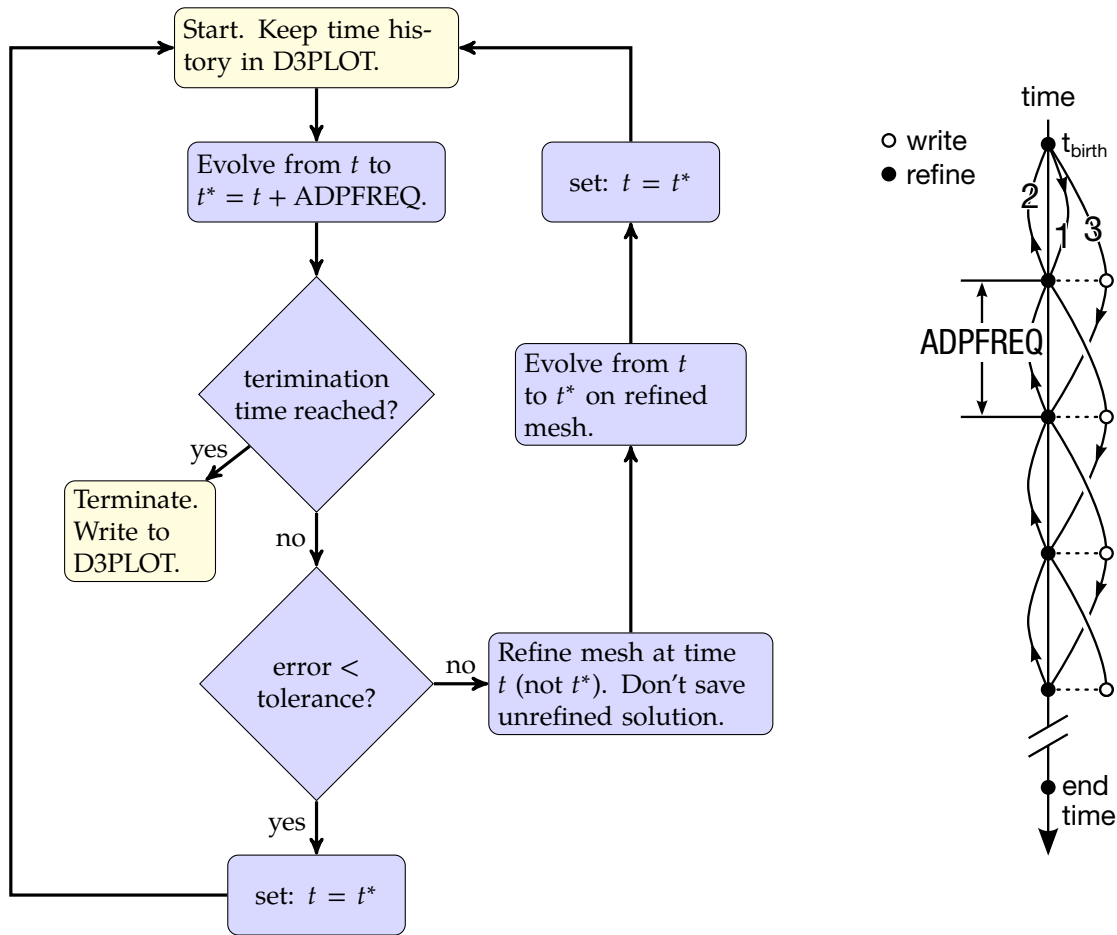 Start. Keep time his-
tory in D3PLOT.
Evolve from t to
t* = t + ADPFREQ.
terimination
time reached?
yes
Terminate.
Write to
D3PLOT.
no
error <
tolerance?
no
Refine mesh at time
t (not t*). Don't save
unrefined solution.
Evolve from t
to t* on refined
mesh.
set: t = t*
yes
set: t = t*
time
write
refine
t_birth
2
1
3
ADPFREQ
end
time